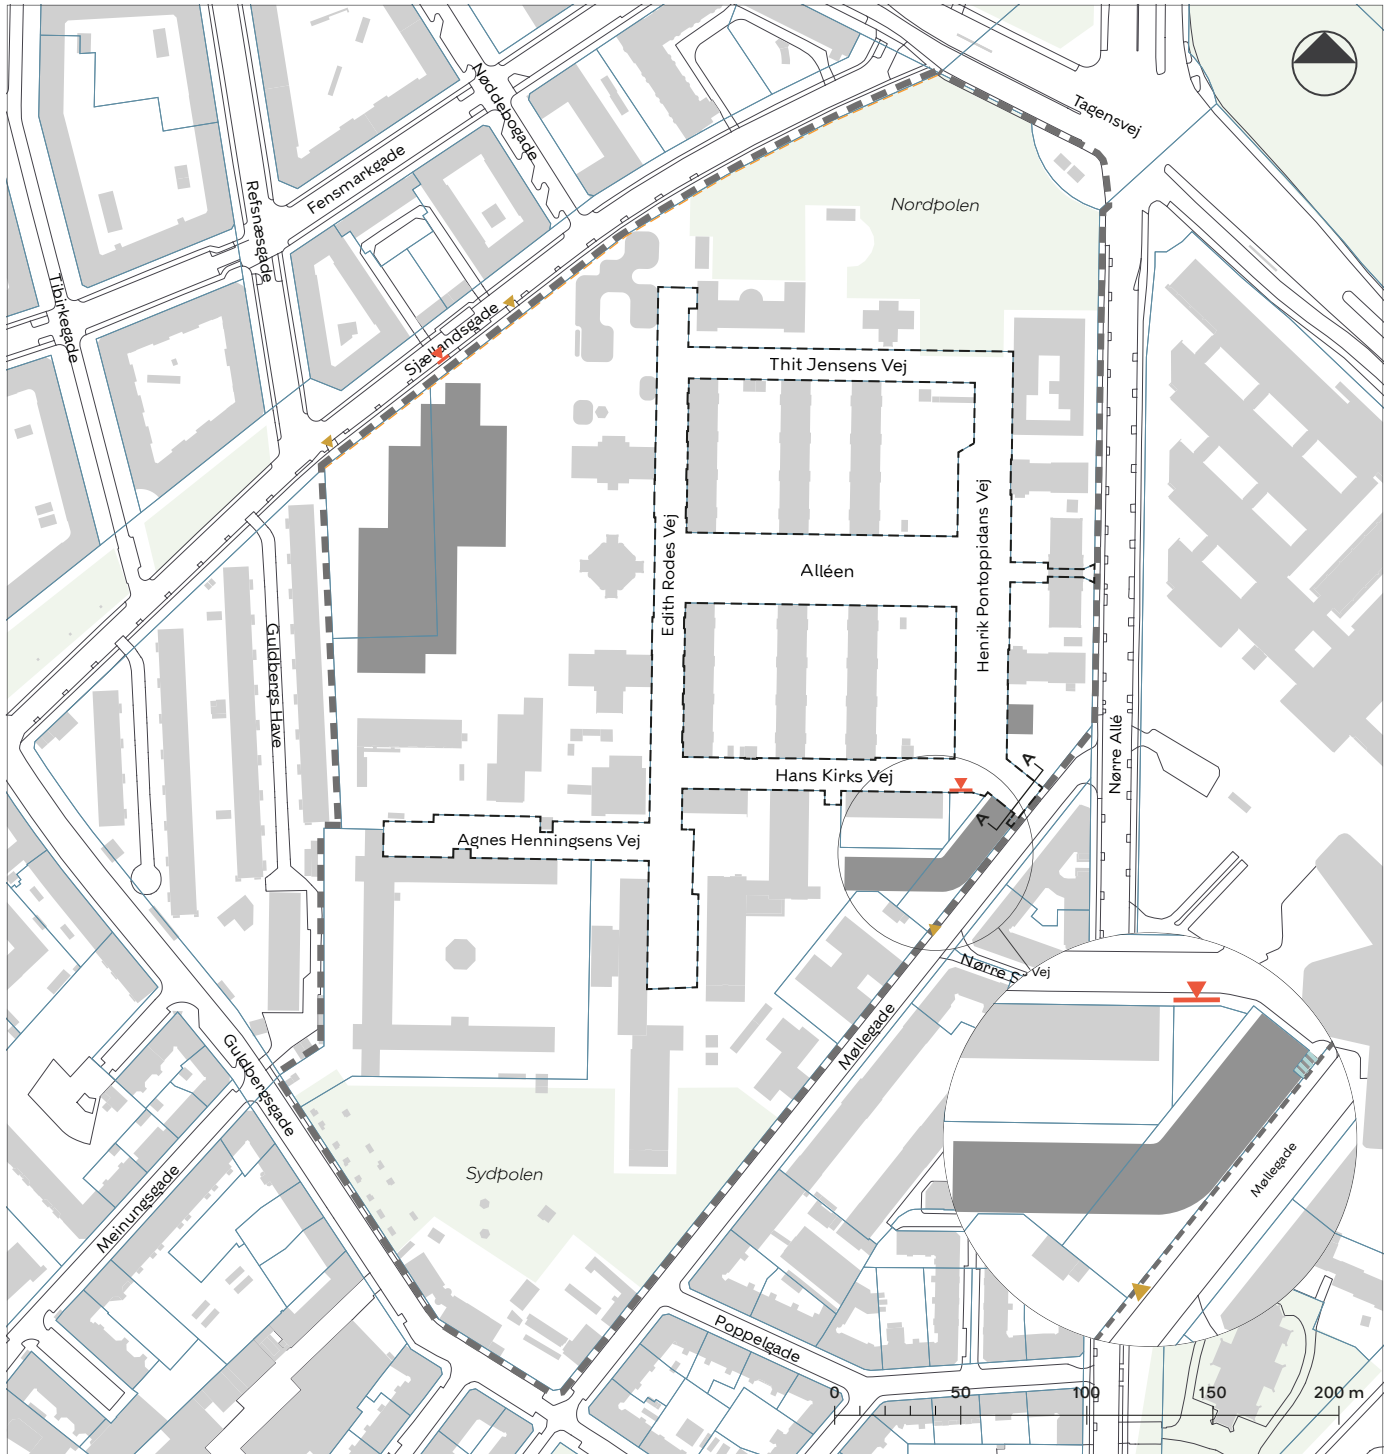 Nøddebogade
Tagensvej
Fensmarkgade
Refsnæsgade
Nordpolen
Tibirkegade
Sjællandsgade
Thit Jensens Vej
Edith Rodes Vej
Henrik Pontoppidans Vej
Alléen
Guldbergs Have
Nørre Allé
Hans Kirks Vej
A
A
Agnes Henningsens Vej
Nørre S
Vej
Møllegade
Guldbergsgade
Møllegade
Sydpolen
Meinungsgade
Poppelgade
0 50 100 150 200 m